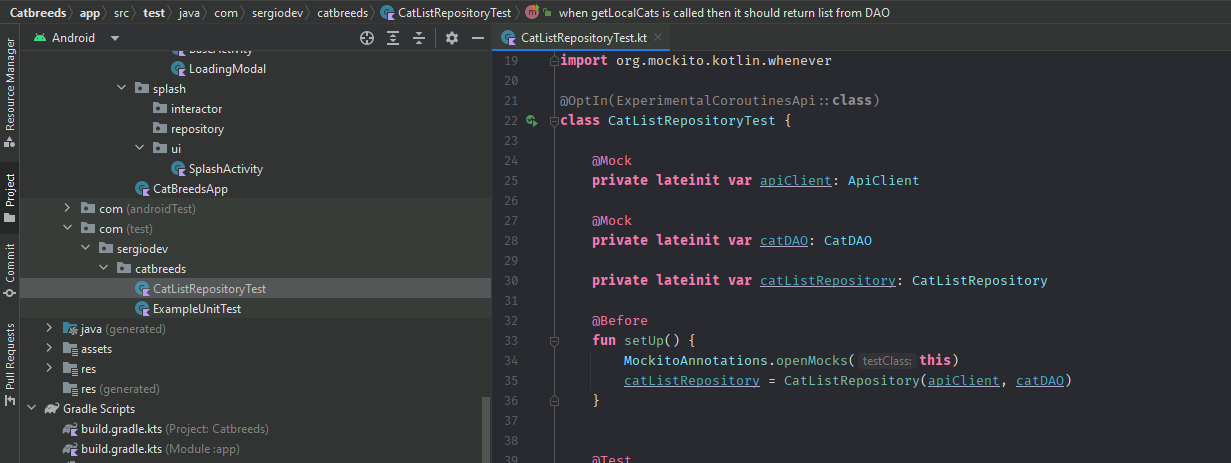 Catbreeds app src test java com sergiodev catbreeds CatListRepositoryTest m when getLocalCats is called then it should return list from DAO
Resource Manager
Project
Commit
Pull Requests
Android
LoadingModal
splash
interactor
repository
ui
SplashActivity
CatBreedsApp
com (androidTest)
com (test)
sergiodev
catbreeds
CatListRepositoryTest
ExampleUnitTest
java (generated)
assets
res
res (generated)
Gradle Scripts
build.gradle.kts (Project: Catbreeds)
build.gradle.kts (Module :app)
CatListRepositoryTest.kt
19 import org.mockito.kotlin.whenever
20
21 @OptIn(ExperimentalCoroutinesApi::class)
22 class CatListRepositoryTest {
23
24 @Mock
25 private lateinit var apiClient: ApiClient
26
27 @Mock
28 private lateinit var catDAO: CatDAO
29
30 private lateinit var catListRepository: CatListRepository
31
32 @Before
33 fun setUp() {
34 MockitoAnnotations.openMocks( testClass: this)
35 catListRepository = CatListRepository(apiClient, catDAO)
36 }
37
38
39 @Test